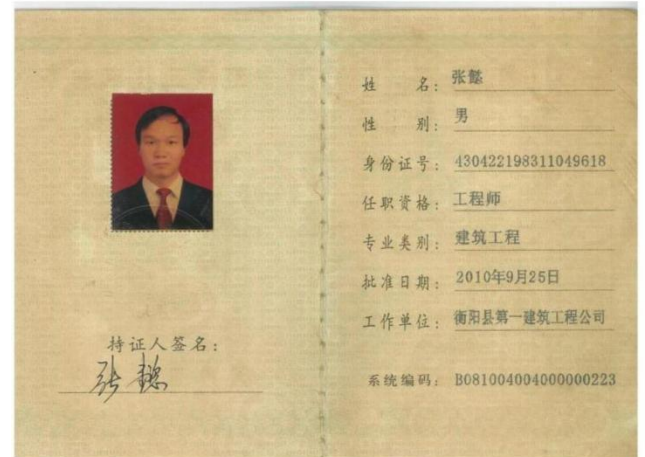 持证人签名：
张懿
姓 名：张懿
性 别：男
身份证号：430422198311049618
任职资格：工程师
专业类别：建筑工程
批准日期：2010年9月25日
工作单位：衡阳县第一建筑工程公司
系统编码：B081004004000000223